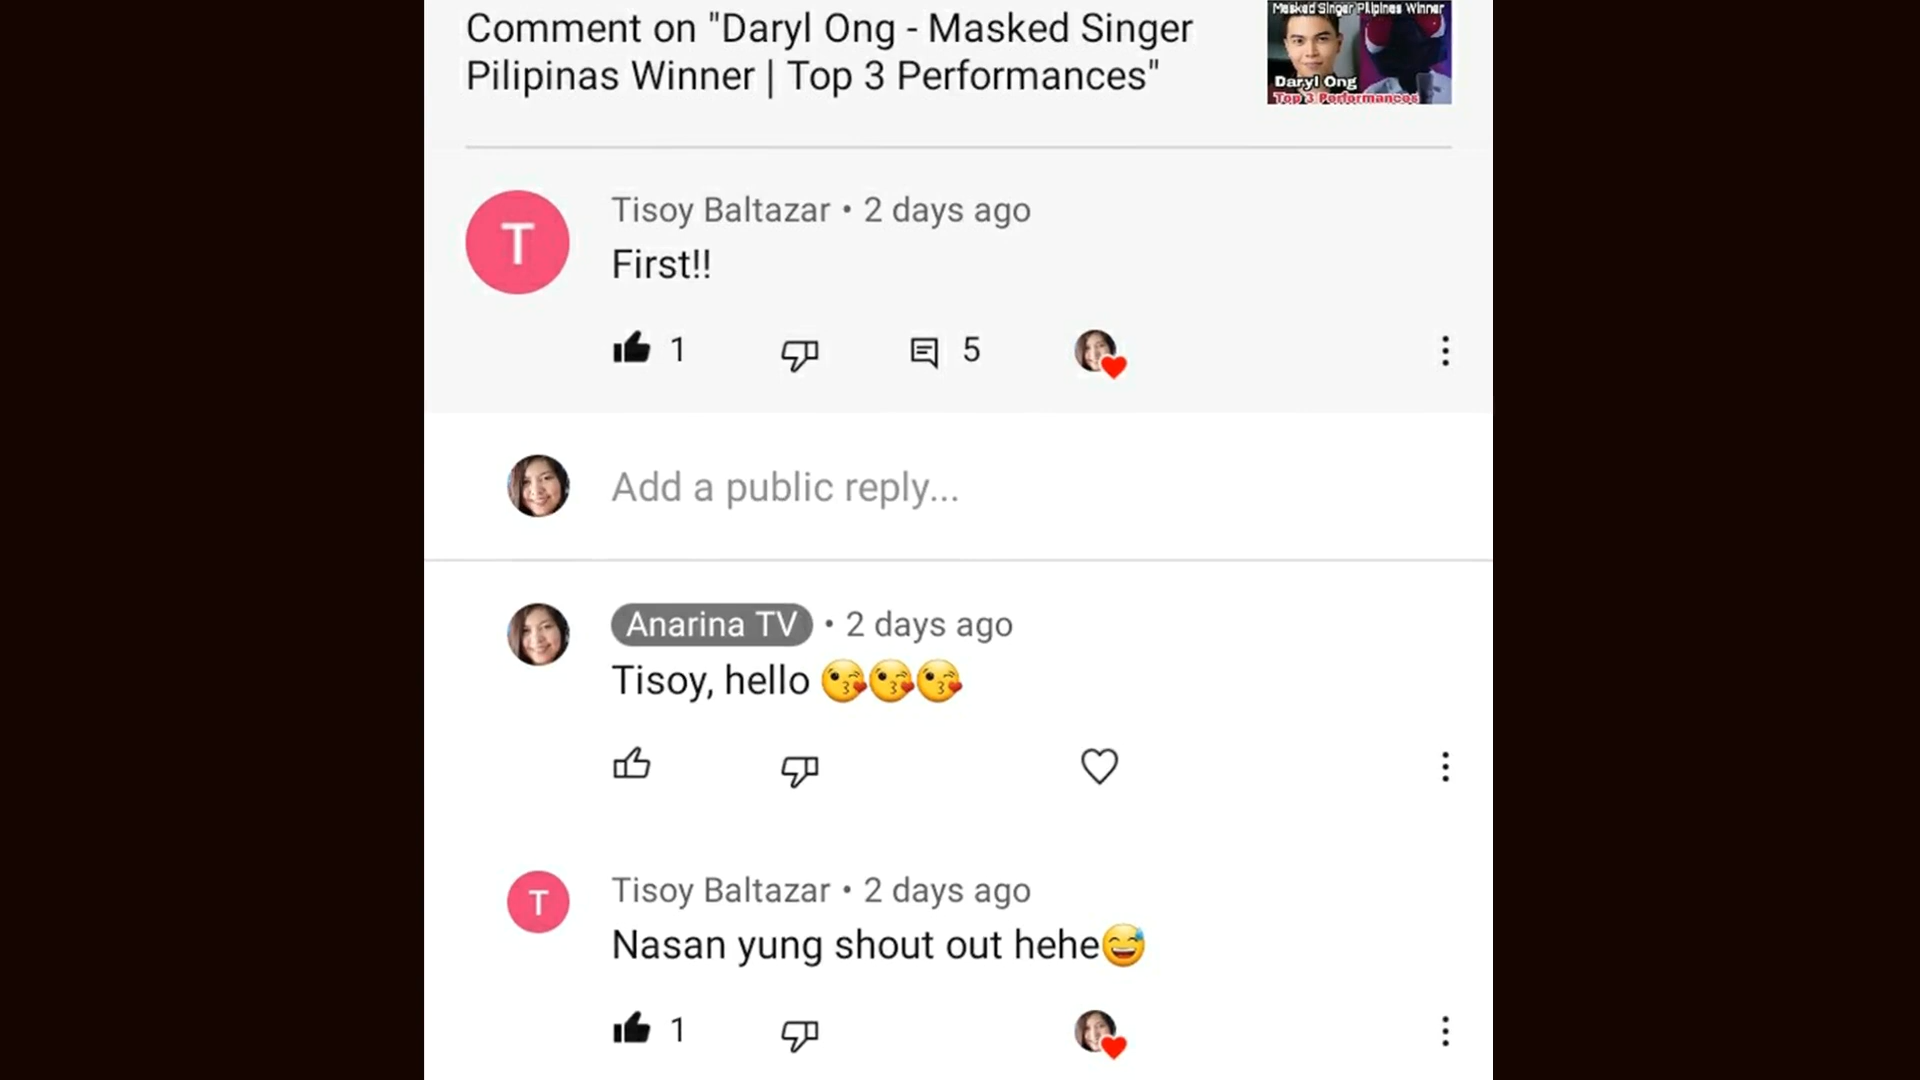 Comment on "Daryl Ong - Masked Singer
Pilipinas Winner | Top 3 Performances"
Masked Singer Pilipinas Winner
Daryl Ong
Top 3 Performances
T
Tisoy Baltazar • 2 days ago
First!!
1
5
Add a public reply...
Anarina TV • 2 days ago
Tisoy, hello 😘😘😘
T
Tisoy Baltazar • 2 days ago
Nasan yung shout out hehe😅
1